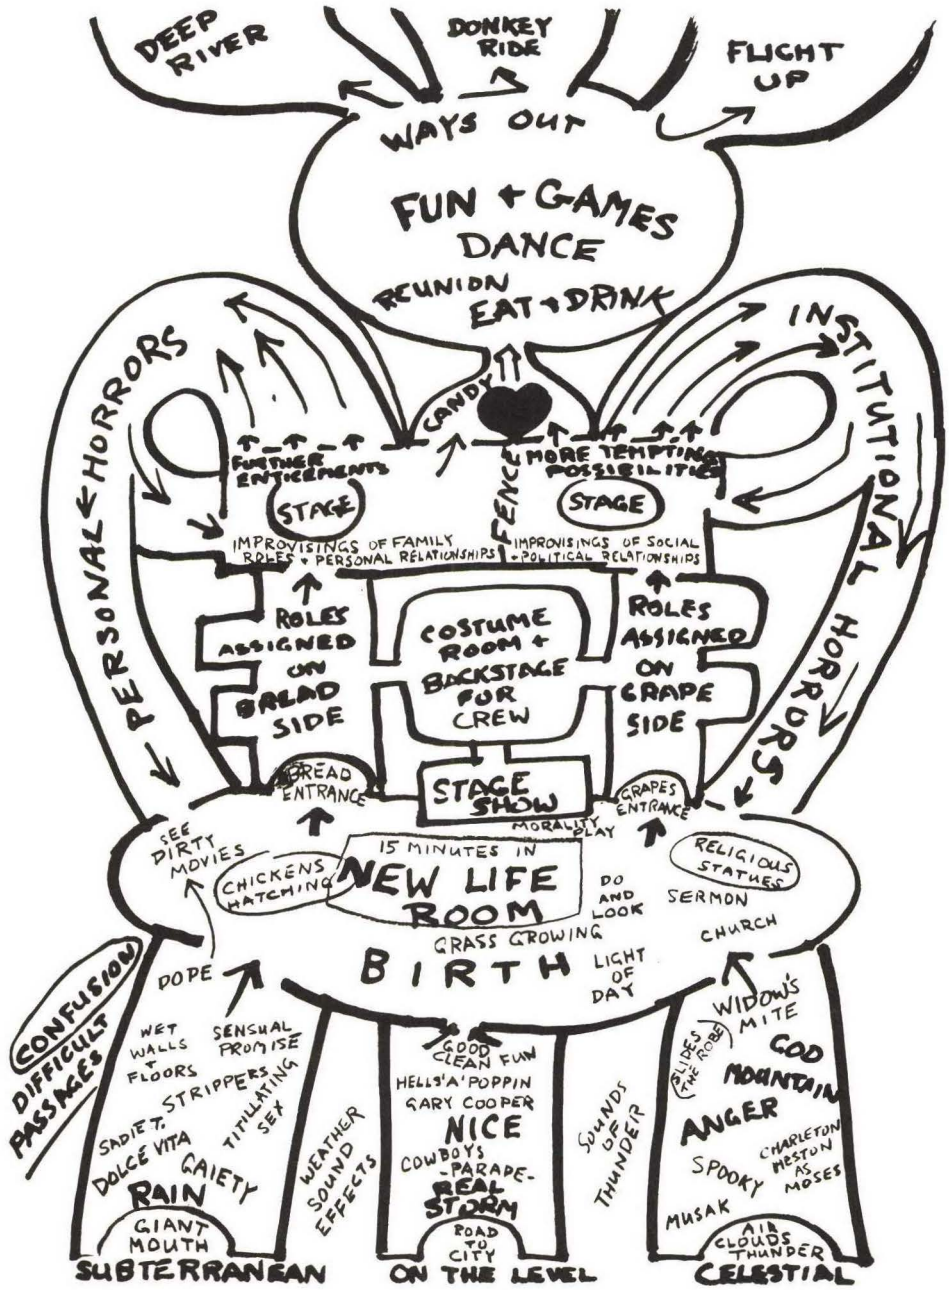 DEEP
RIVER
DONKEY
RIDE
FLIGHT
UP
WAYS OUT
FUN + GAMES
DANCE
REUNION
EAT + DRINK
PERSONAL HORRORS
INSTITUTIONAL HORRORS
CANDY
FENCE
FURTHER
ENTICEMENTS
MORE TEMPTING
POSSIBILITIES
STAGE
STAGE
IMPROVISINGS OF FAMILY
ROLES + PERSONAL RELATIONSHIPS
IMPROVISINGS OF SOCIAL
+ POLITICAL RELATIONSHIPS
ROLES
ASSIGNED
ON
BREAD
SIDE
COSTUME
ROOM +
BACKSTAGE
FOR
CREW
ROLES
ASSIGNED
ON
GRAPE
SIDE
BREAD
ENTRANCE
STAGE
SHOW
GRAPES
ENTRANCE
MORALITY
PLAY
SEE
DIRTY
MOVIES
CHICKENS
HATCHING
15 MINUTES IN
NEW LIFE
ROOM
DO
AND
LOOK
RELIGIOUS
STATUES
SERMON
CHURCH
GRASS GROWING
BIRTH
LIGHT
OF
DAY
CONFUSION
DIFFICULT
PASSAGES
DOPE
WET
WALLS
+
FLOORS
SENSUAL
PROMISE
STRIPPERS
TITILLATING
SEX
SADIE T.
DOLCE VITA
GAIETY
RAIN
GIANT
MOUTH
SUBTERRANEAN
WEATHER
SOUND
EFFECTS
GOOD
CLEAN FUN
HELLS'A'POPPIN
GARY COOPER
NICE
COWBOYS
-PARADE-
REAL
STORM
ROAD
TO
CITY
ON THE LEVEL
SOUNDS
OF
THUNDER
WIDOW'S
MITE
(SLIDES
THE ROBE)
GOD
MOUNTAIN
ANGER
CHARLETON
HESTON
AS
MOSES
SPOOKY
MUSAK
AIR
CLOUDS
THUNDER
CELESTIAL